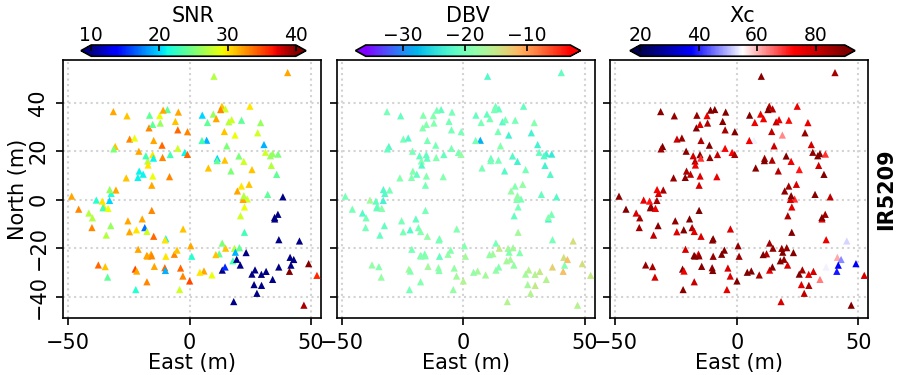 SNR DBV Xc
10 20 30 40 −30 −20 −10 20 40 60 80
North (m)
40
20
0
−20
−40
IR5209
−50 0 50 −50 0 50 −50 0 50
East (m) East (m) East (m)